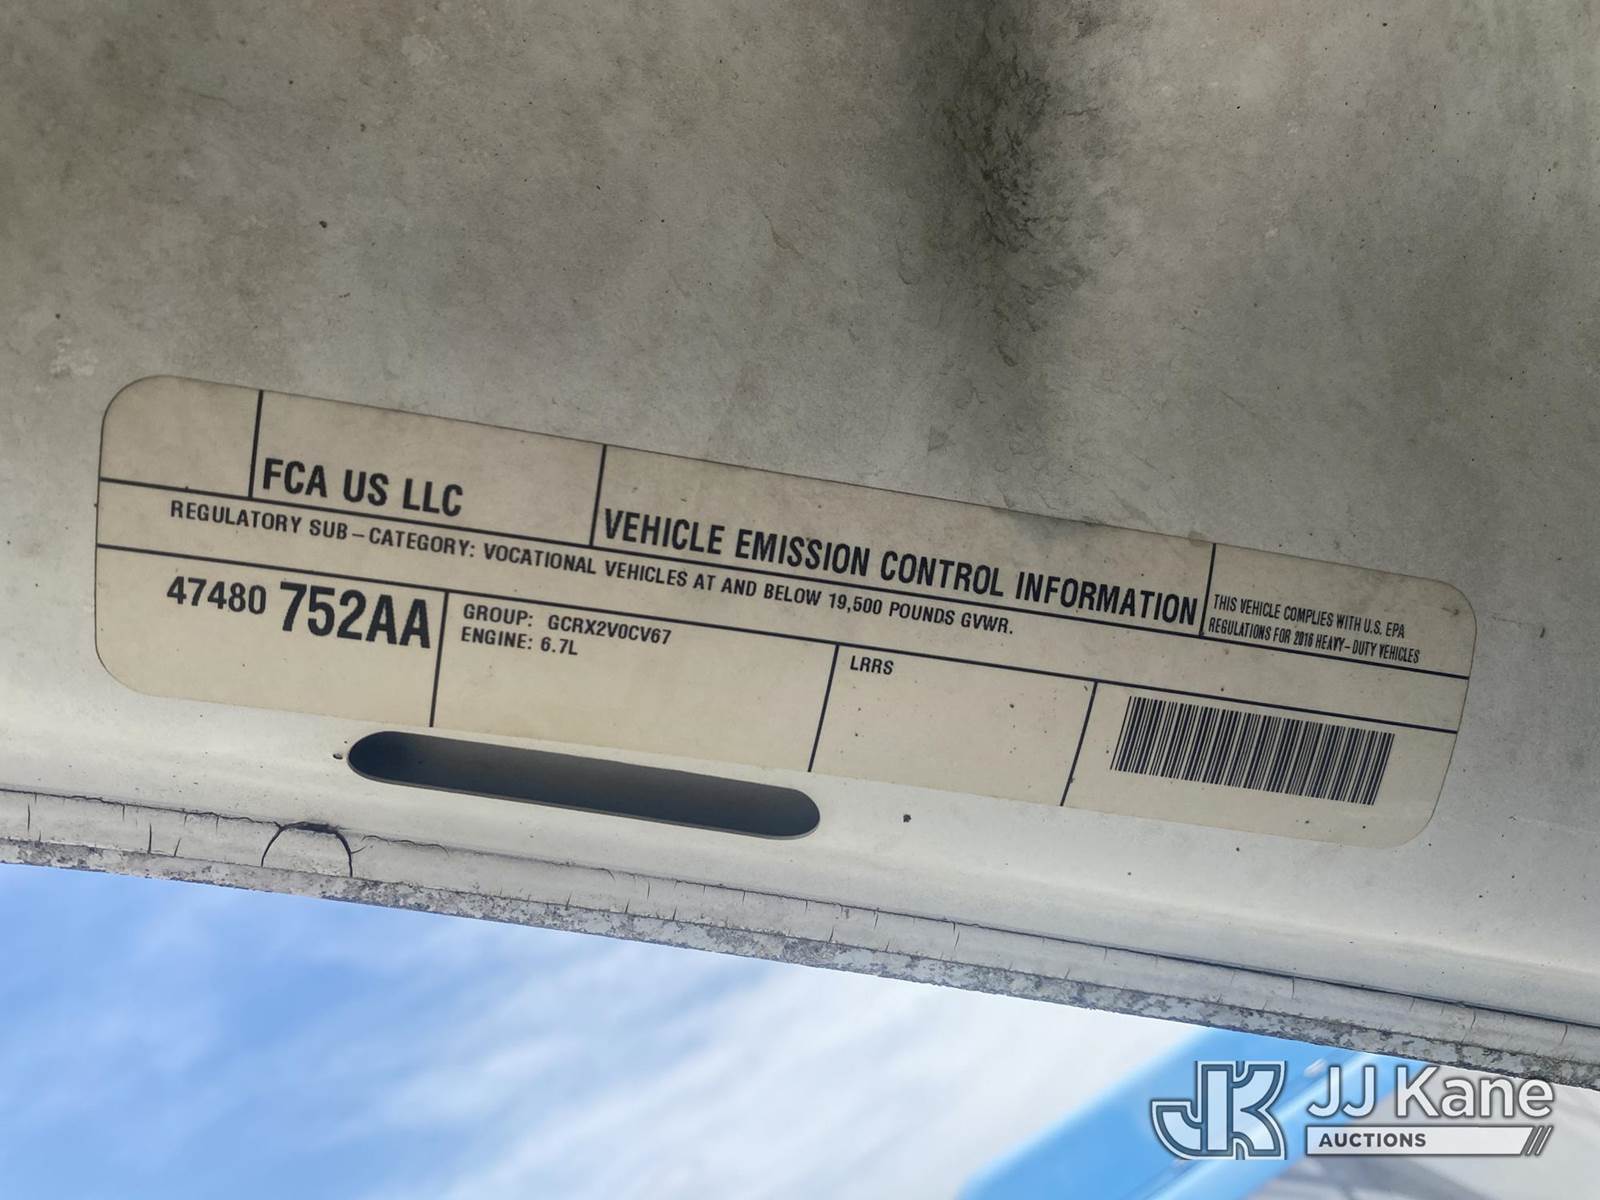 FCA US LLC
VEHICLE EMISSION CONTROL INFORMATION
THIS VEHICLE COMPLIES WITH U.S. EPA
REGULATIONS FOR 2016 HEAVY-DUTY VEHICLES
REGULATORY SUB-CATEGORY: VOCATIONAL VEHICLES AT AND BELOW 19,500 POUNDS GVWR.
47480 752AA
GROUP: GCRX2V0CV67
ENGINE: 6.7L
LRRS
JK JJ Kane
AUCTIONS